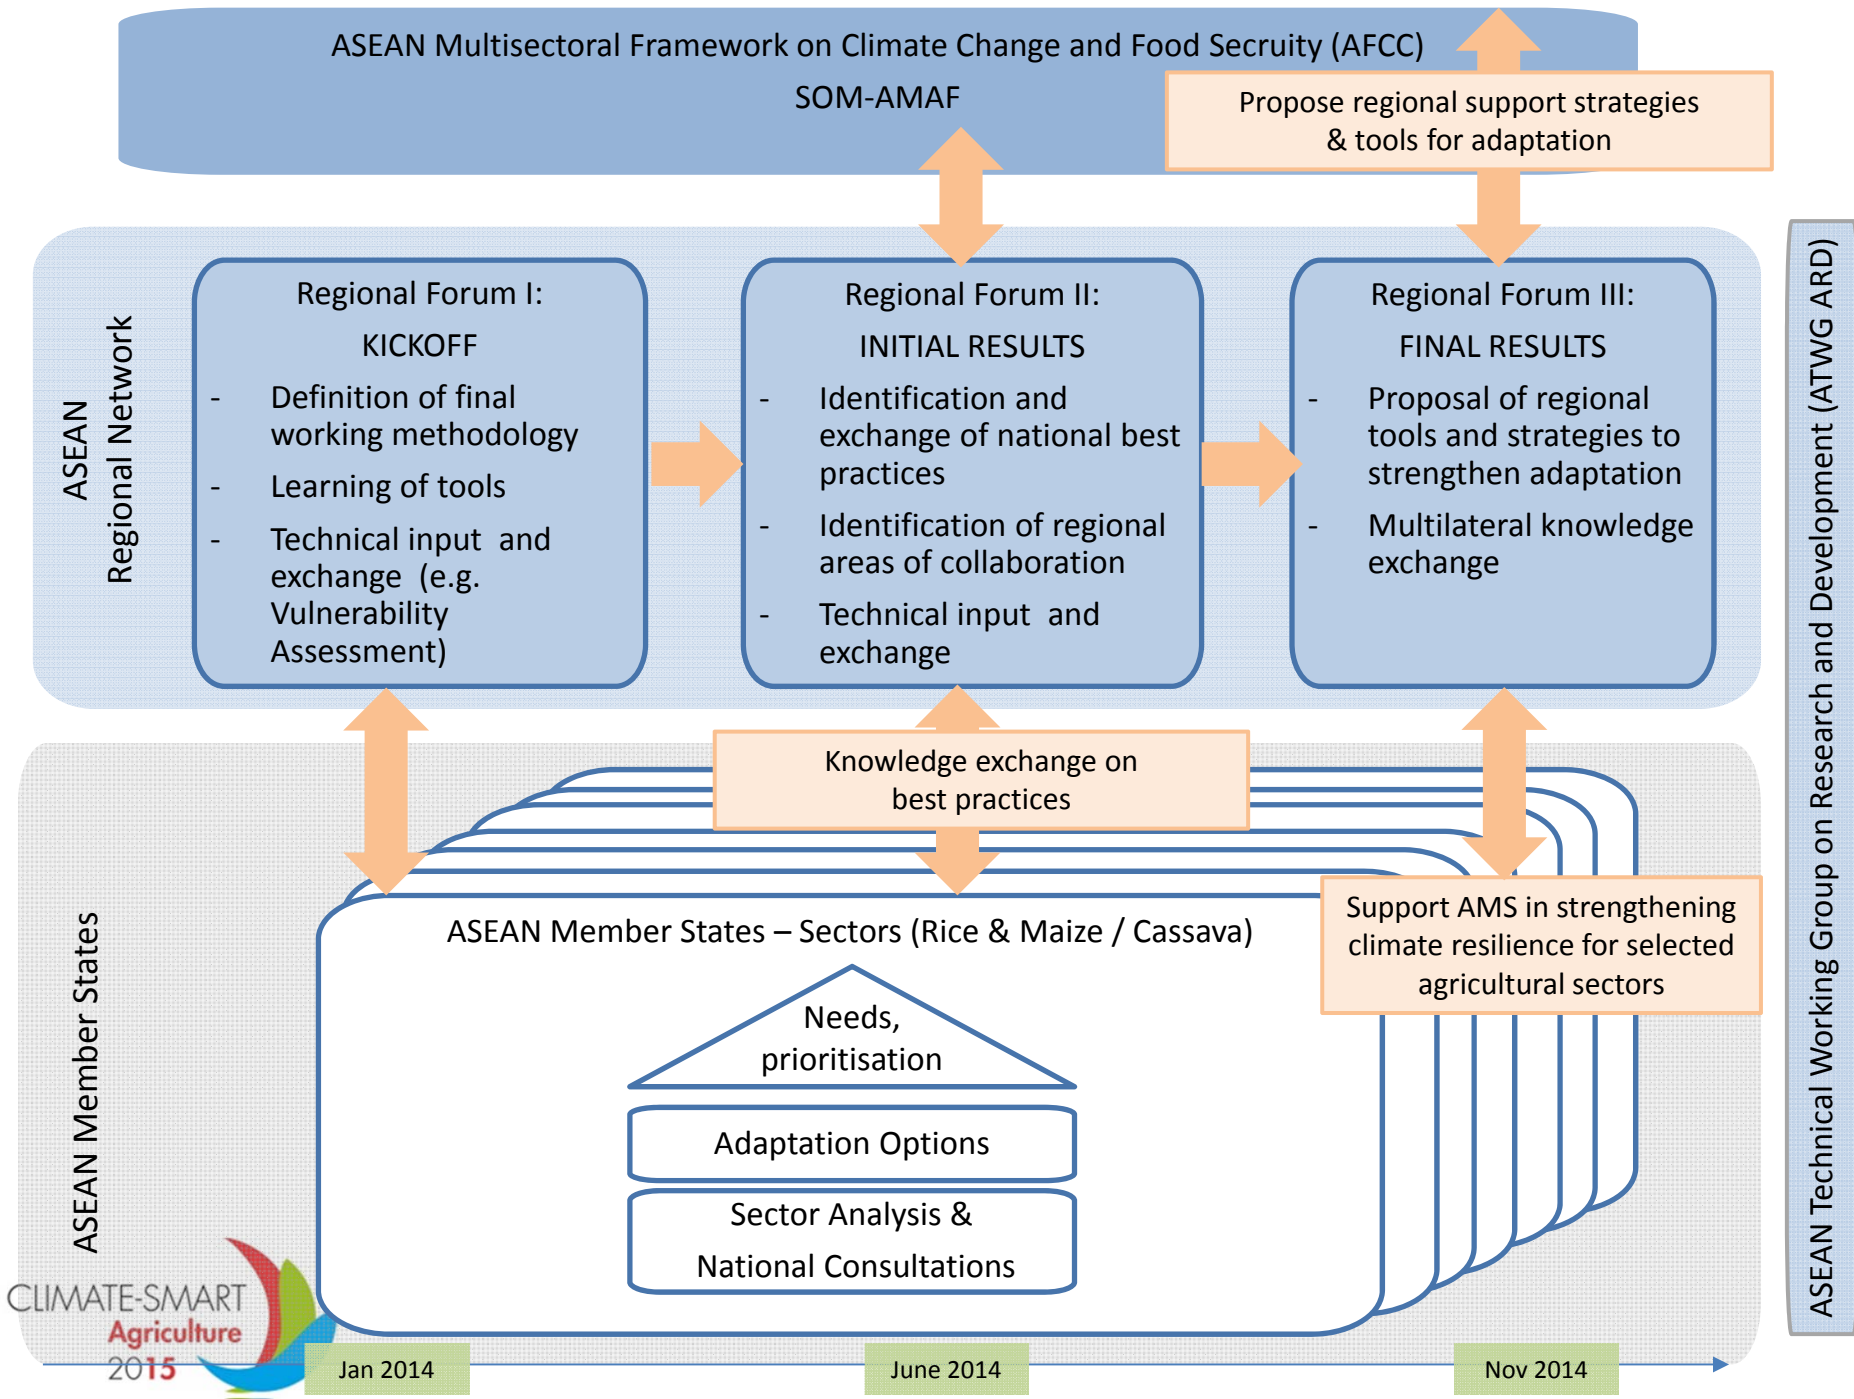 ASEAN Multisectoral Framework on Climate Change and Food Secruity (AFCC)
SOM-AMAF
Propose regional support strategies
& tools for adaptation
ASEAN
Regional Network
Regional Forum I:
KICKOFF
- Definition of final
working methodology
- Learning of tools
- Technical input and
exchange (e.g.
Vulnerability
Assessment)
Regional Forum II:
INITIAL RESULTS
- Identification and
exchange of national best
practices
- Identification of regional
areas of collaboration
- Technical input and
exchange
Regional Forum III:
FINAL RESULTS
- Proposal of regional
tools and strategies to
strengthen adaptation
- Multilateral knowledge
exchange
ASEAN Technical Working Group on Research and Development (ATWG ARD)
Knowledge exchange on
best practices
ASEAN Member States
ASEAN Member States – Sectors (Rice & Maize / Cassava)
Support AMS in strengthening
climate resilience for selected
agricultural sectors
Needs,
prioritisation
Adaptation Options
Sector Analysis &
National Consultations
CLIMATE-SMART
Agriculture
2015
Jan 2014
June 2014
Nov 2014